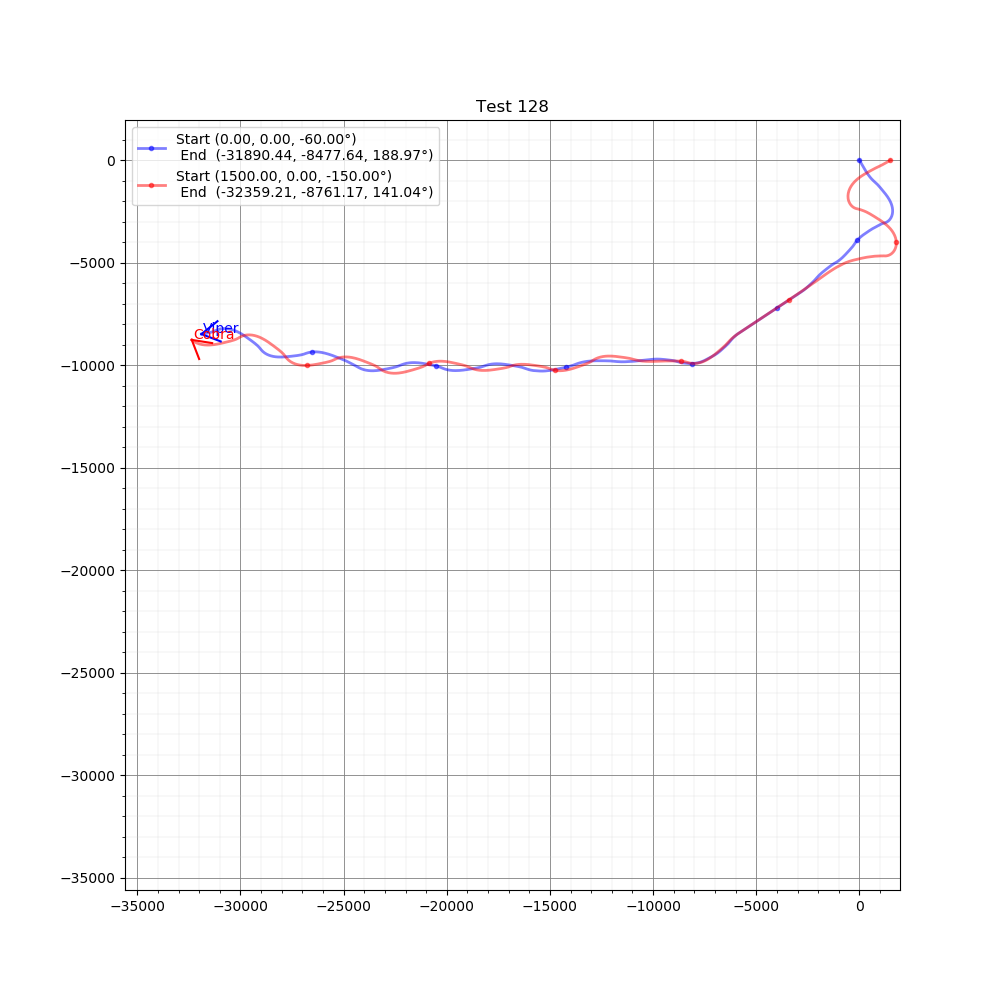 Test 128
Start (0.00, 0.00, -60.00°)
End  (-31890.44, -8477.64, 188.97°)
Start (1500.00, 0.00, -150.00°)
End  (-32359.21, -8761.17, 141.04°)
0
−5000
−10000
−15000
−20000
−25000
−30000
−35000
Viper
Cobra
−35000 −30000 −25000 −20000 −15000 −10000 −5000 0